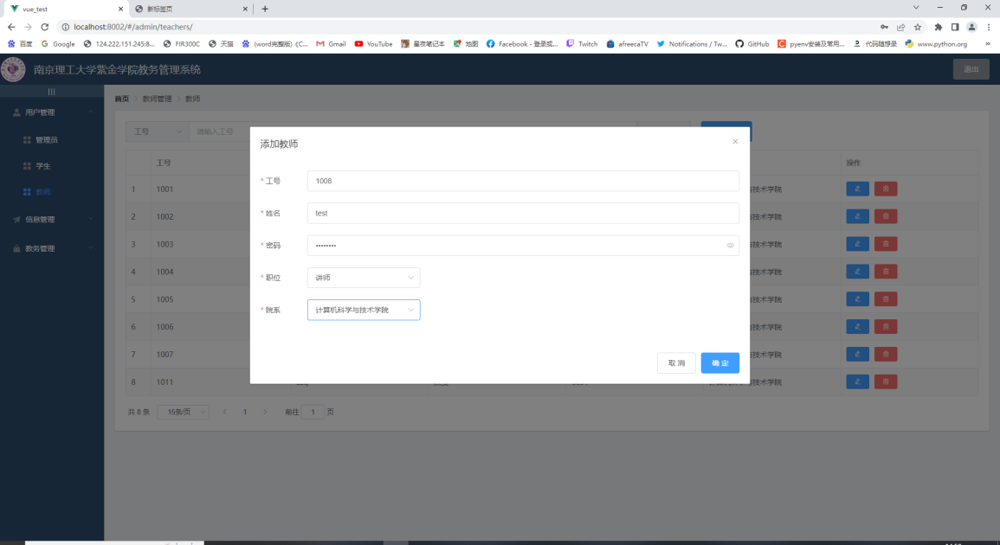 vue_test
新标签页
localhost:8002/#/admin/teachers/
百度 Google 124.222.151.245:8... FIR300C 天猫 (word完整版) (C... Gmail YouTube 星夜笔记本 地图 Facebook - 登录或... Twitch afreecaTV Notifications / Tw... GitHub pyenv安装及常用... 代码随想录 www.python.org »
南京理工大学紫金学院教务管理系统
退出
用户管理
管理员
学生
教师
信息管理
教务管理
首页 教师管理 教师
工号 请输入工号
工号 操作
添加教师
* 工号 1008
* 姓名 test
* 密码 ••••••••
* 职位 讲师
* 院系 计算机科学与技术学院
取消 确定
1 1001 技术学院
2 1002 技术学院
3 1003 技术学院
4 1004 技术学院
5 1005 技术学院
6 1006 技术学院
7 1007 技术学院
8 1011 技术学院
共 8 条 15条/页 1 前往 1 页